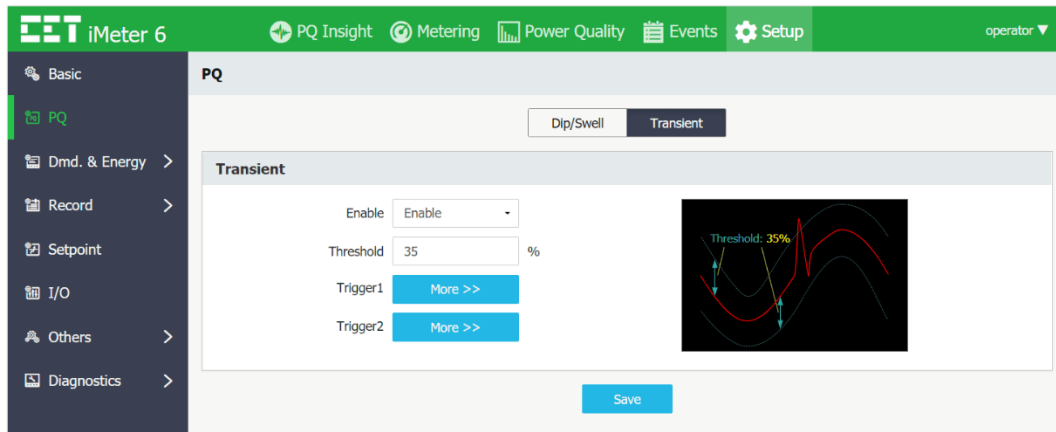 CET iMeter 6
PQ Insight Metering Power Quality Events Setup operator ▼
Basic
PQ
Dmd. & Energy >
Record >
Setpoint
I/O
Others >
Diagnostics >
PQ
Dip/Swell Transient
Transient
Enable Enable
Threshold 35 %
Trigger1 More >>
Trigger2 More >>
Threshold: 35%
Save